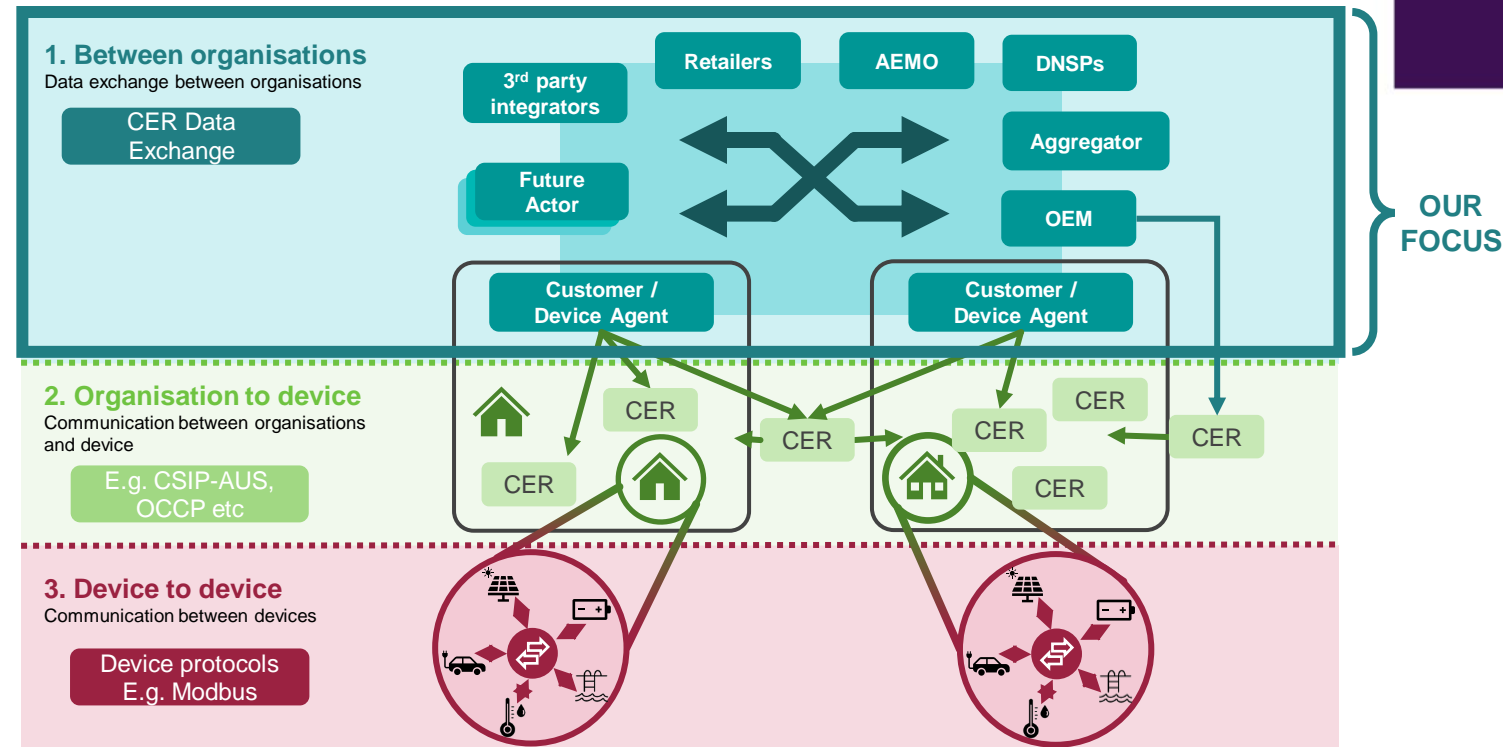 1. Between organisations
Data exchange between organisations
CER Data
Exchange
3rd party
integrators
Retailers
AEMO
DNSPs
Aggregator
Future
Actor
OEM
OUR
FOCUS
Customer /
Device Agent
Customer /
Device Agent
2. Organisation to device
Communication between organisations
and device
E.g. CSIP-AUS,
OCCP etc
CER
CER
CER
CER
CER
CER
CER
3. Device to device
Communication between devices
Device protocols
E.g. Modbus